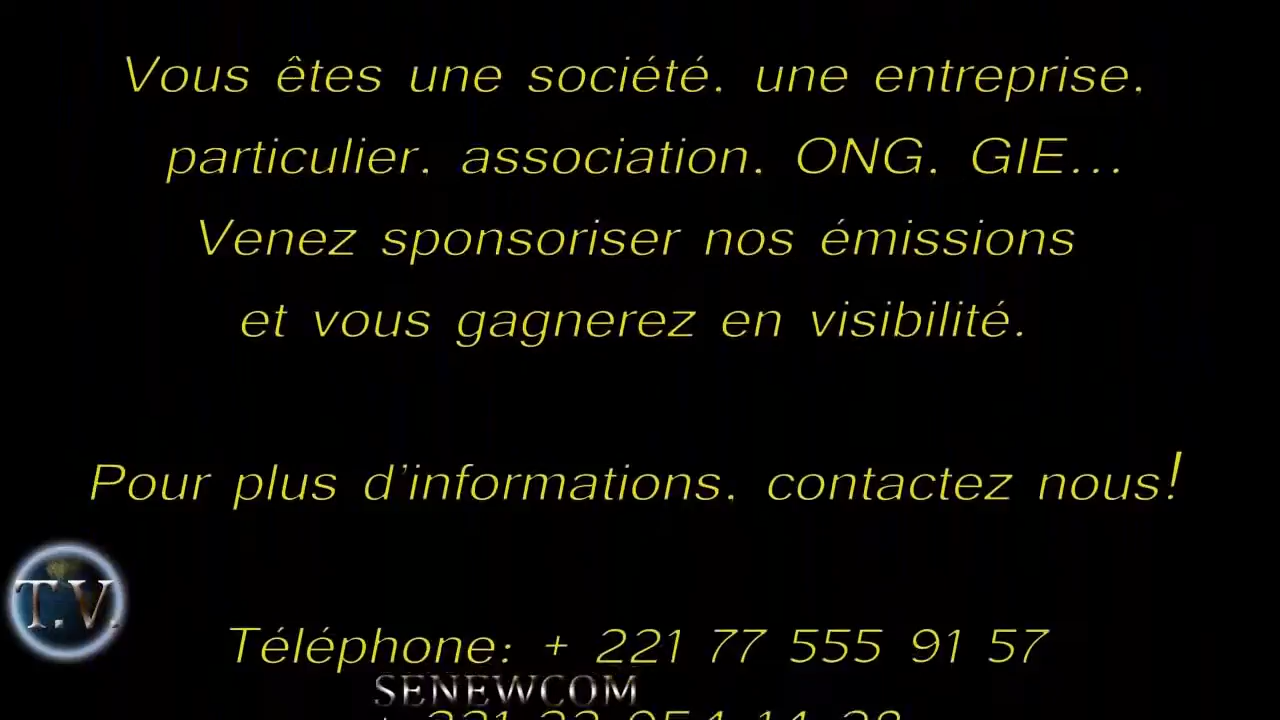 Vous êtes une société, une entreprise,
particulier, association, ONG, GIE...
Venez sponsoriser nos émissions
et vous gagnerez en visibilité.
Pour plus d'informations, contactez nous!
T.V.
Téléphone: + 221 77 555 91 57
SENEWCOM